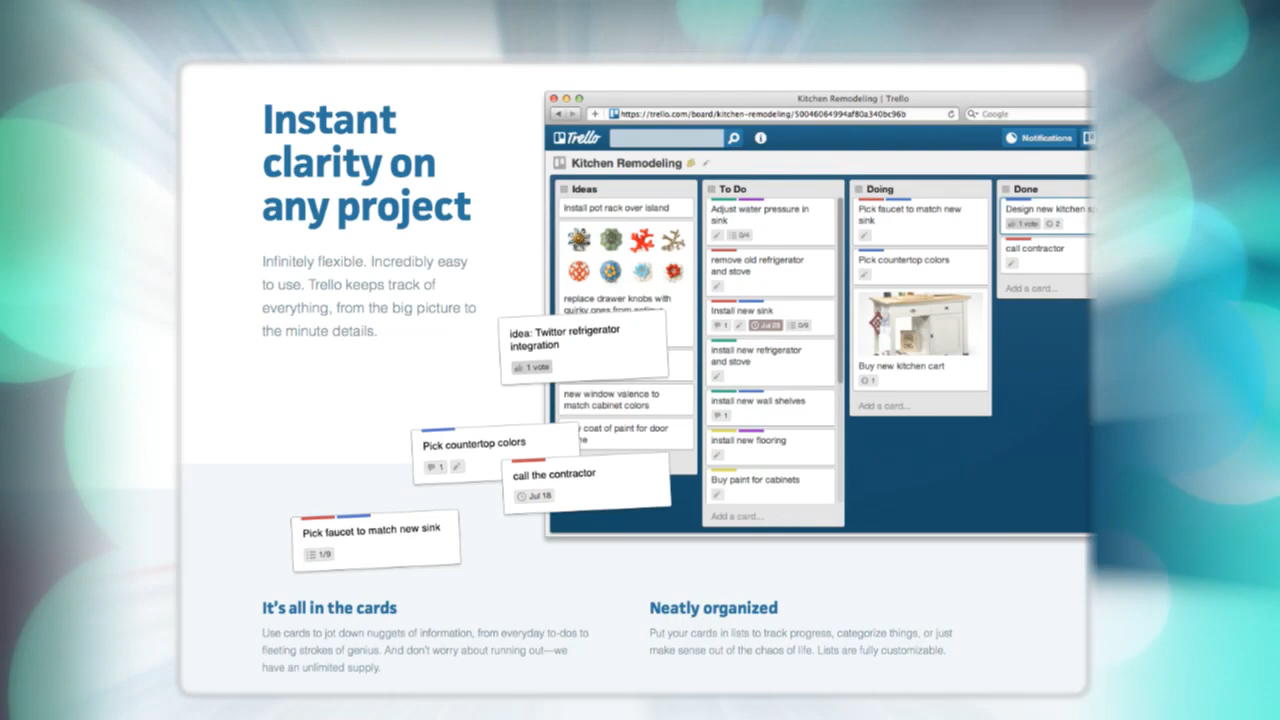 Instant
clarity on
any project
Infinitely flexible. Incredibly easy
to use. Trello keeps track of
everything, from the big picture to
the minute details.
Kitchen Remodeling | Trello
https://trello.com/board/kitchen-remodeling/50046064994af80a340bc96b
Google
Trello
Notifications
Kitchen Remodeling
Ideas
Install pot rack over island
replace drawer knobs with
quirky ones from antique
idea: Twitter refrigerator
integration
1 vote
new window valence to
match cabinet colors
coat of paint for door
Pick countertop colors
1
call the contractor
Jul 18
Pick faucet to match new sink
1/9
To Do
Adjust water pressure in
sink
0/4
remove old refrigerator
and stove
Install new sink
1
Jul 28
0/9
install new refrigerator
and stove
install new wall shelves
1
install new flooring
Buy paint for cabinets
Add a card...
Doing
Pick faucet to match new
sink
Pick countertop colors
Buy new kitchen cart
1
Add a card...
Done
Design new kitchen
1 vote
2
call contractor
Add a card...
It's all in the cards
Use cards to jot down nuggets of information, from everyday to-dos to
fleeting strokes of genius. And don't worry about running out—we
have an unlimited supply.
Neatly organized
Put your cards in lists to track progress, categorize things, or just
make sense out of the chaos of life. Lists are fully customizable.